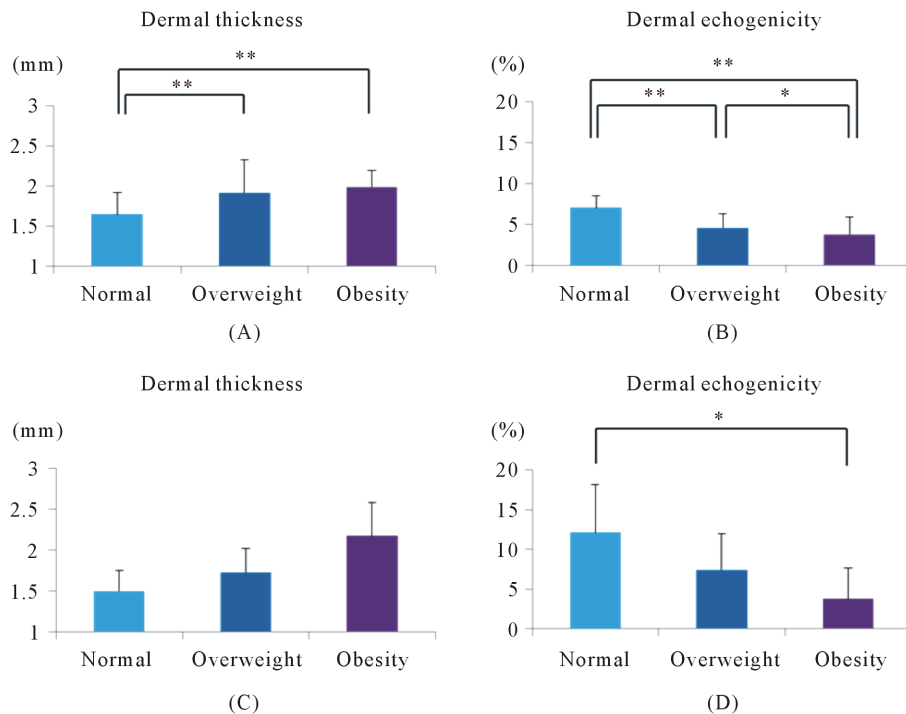 Dermal thickness
(mm)
**
**
3
2.5
2
1.5
1
Normal Overweight Obesity
(A)
Dermal echogenicity
(%)
**
** *
20
15
10
5
0
Normal Overweight Obesity
(B)
Dermal thickness
(mm)
3
2.5
2
1.5
1
Normal Overweight Obesity
(C)
Dermal echogenicity
(%)
*
20
15
10
5
0
Normal Overweight Obesity
(D)